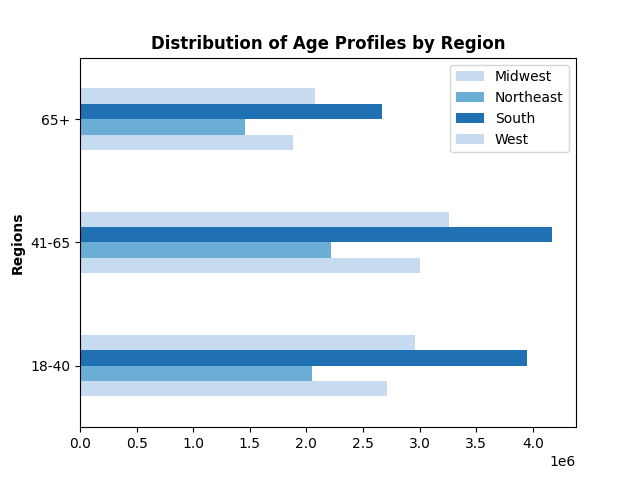 Distribution of Age Profiles by Region
Midwest
Northeast
South
West
65+
41-65
18-40
Regions
0.0 0.5 1.0 1.5 2.0 2.5 3.0 3.5 4.0
1e6